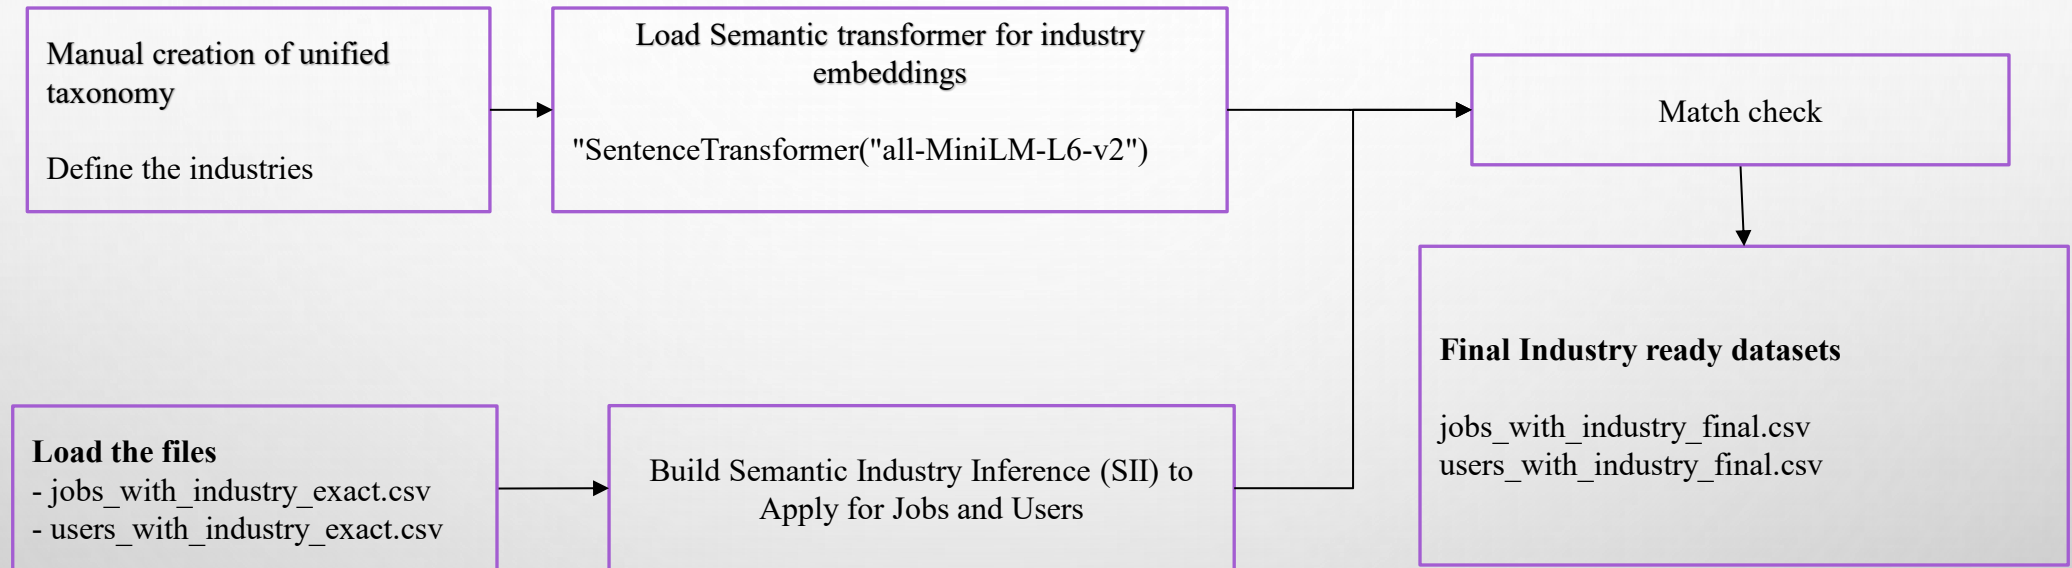 Manual creation of unified
taxonomy
Define the industries
Load Semantic transformer for industry
embeddings
"SentenceTransformer("all-MiniLM-L6-v2")
Match check
Final Industry ready datasets
jobs_with_industry_final.csv
users_with_industry_final.csv
Load the files
- jobs_with_industry_exact.csv
- users_with_industry_exact.csv
Build Semantic Industry Inference (SII) to
Apply for Jobs and Users